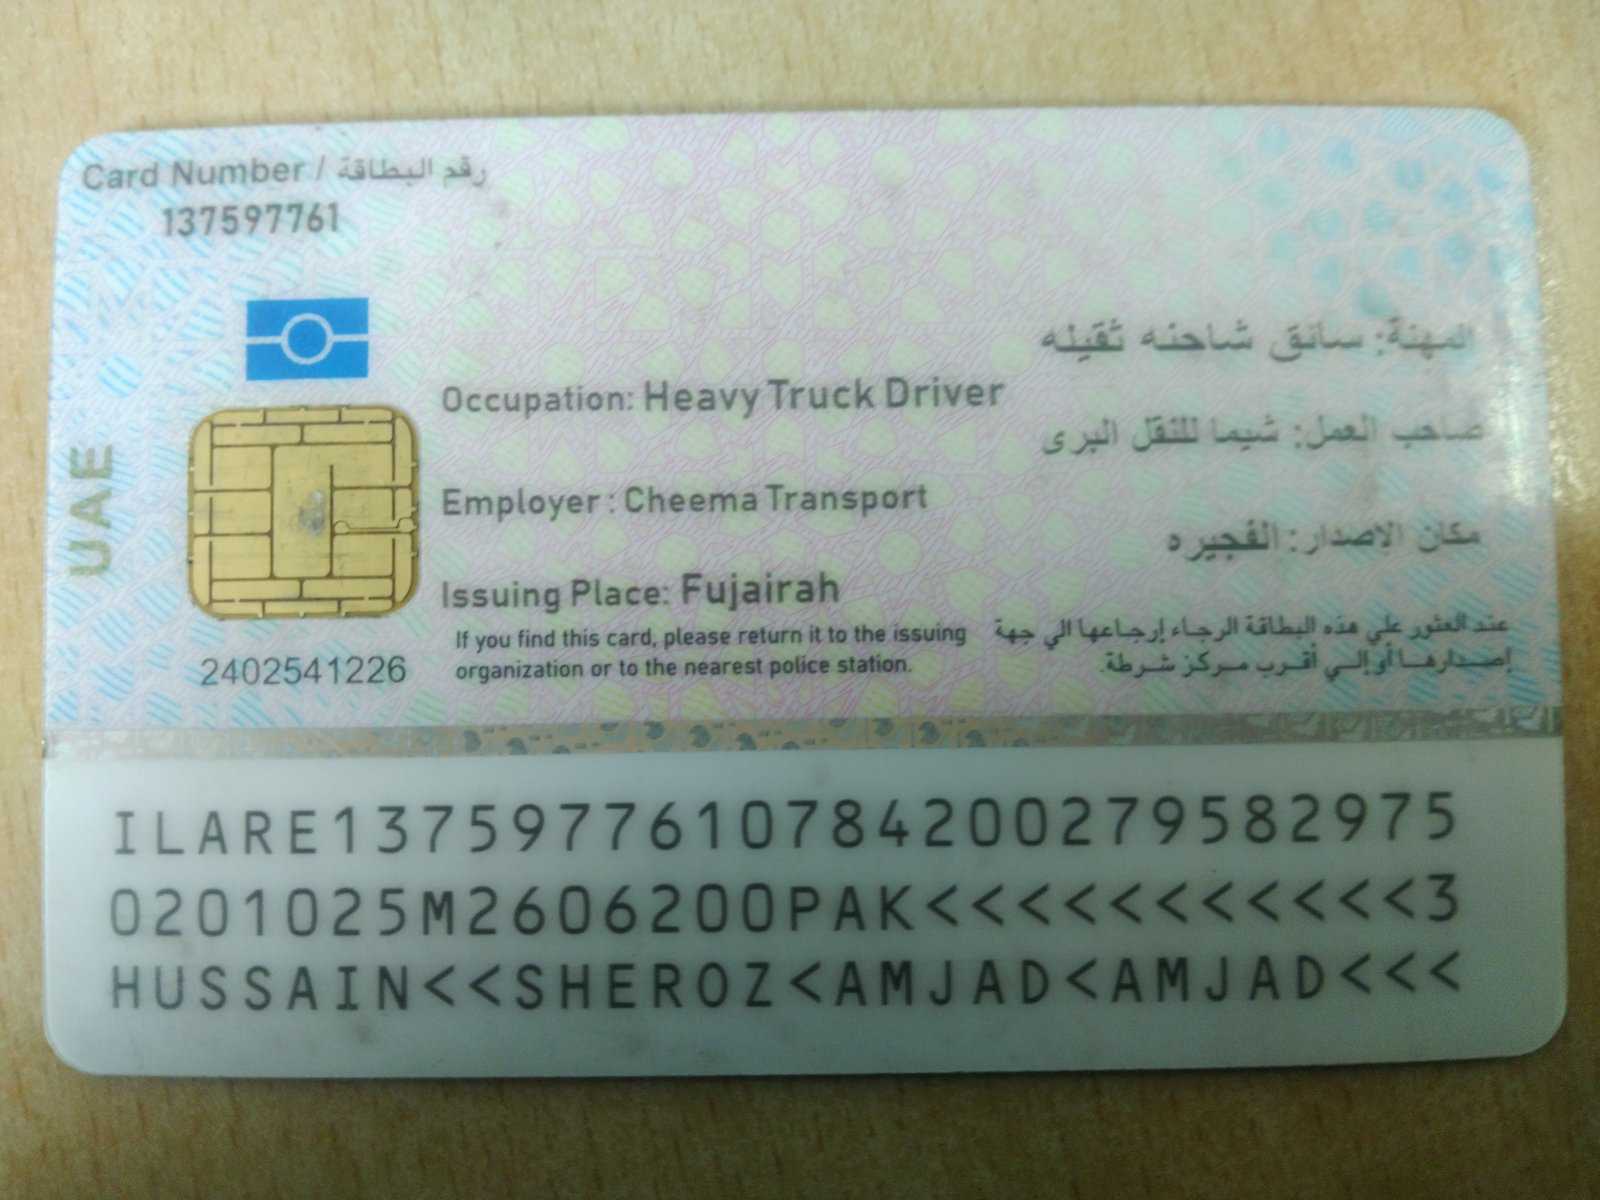 Card Number / رقم البطاقة
137597761
المهنة: سائق شاحنه ثقيله
Occupation: Heavy Truck Driver
صاحب العمل: شيما للنقل البرى
Employer : Cheema Transport
مكان الاصدار: الفجيره
Issuing Place: Fujairah
If you find this card, please return it to the issuing
organization or to the nearest police station.
عند العثور علي هذه البطاقة الرجاء إرجاعها الي جهة
إصدارها أو إلي أقرب مركز شرطة.
UAE
2402541226
ILARE1375977610784200279582975
0201025M2606200PAK<<<<<<<<<<<3
HUSSAIN<<SHEROZ<AMJAD<AMJAD<<<